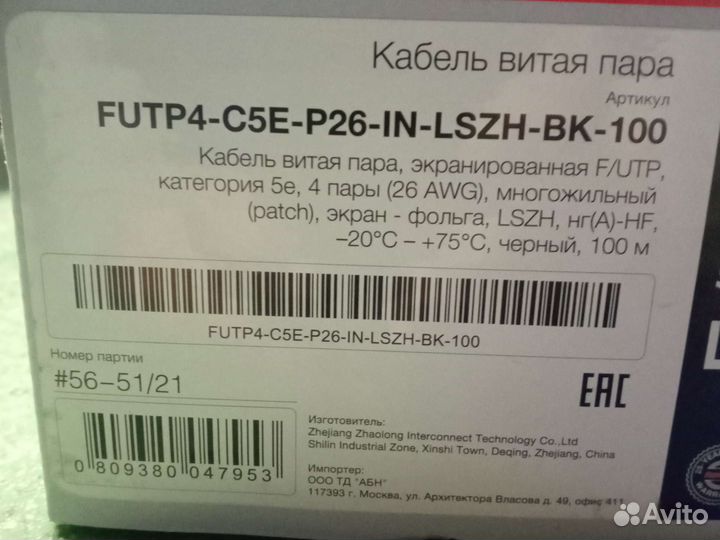 Кабель витая пара
Артикул
FUTP4-C5E-P26-IN-LSZH-BK-100
Кабель витая пара, экранированная F/UTP,
категория 5е, 4 пары (26 AWG), многожильный
(patch), экран - фольга, LSZH, нг(А)-HF,
–20°C – +75°C, черный, 100 м
FUTP4-C5E-P26-IN-LSZH-BK-100
Номер партии
#56–51/21
EAC
0 809380 047953
Изготовитель:
Zhejiang Zhaolong Interconnect Technology Co.,Ltd
Shilin Industrial Zone, Xinshi Town, Deqing, Zhejiang, China
Импортер:
ООО ТД "АБН"
117393 г. Москва, ул. Архитектора Власова д. 49, офис 411
Avito